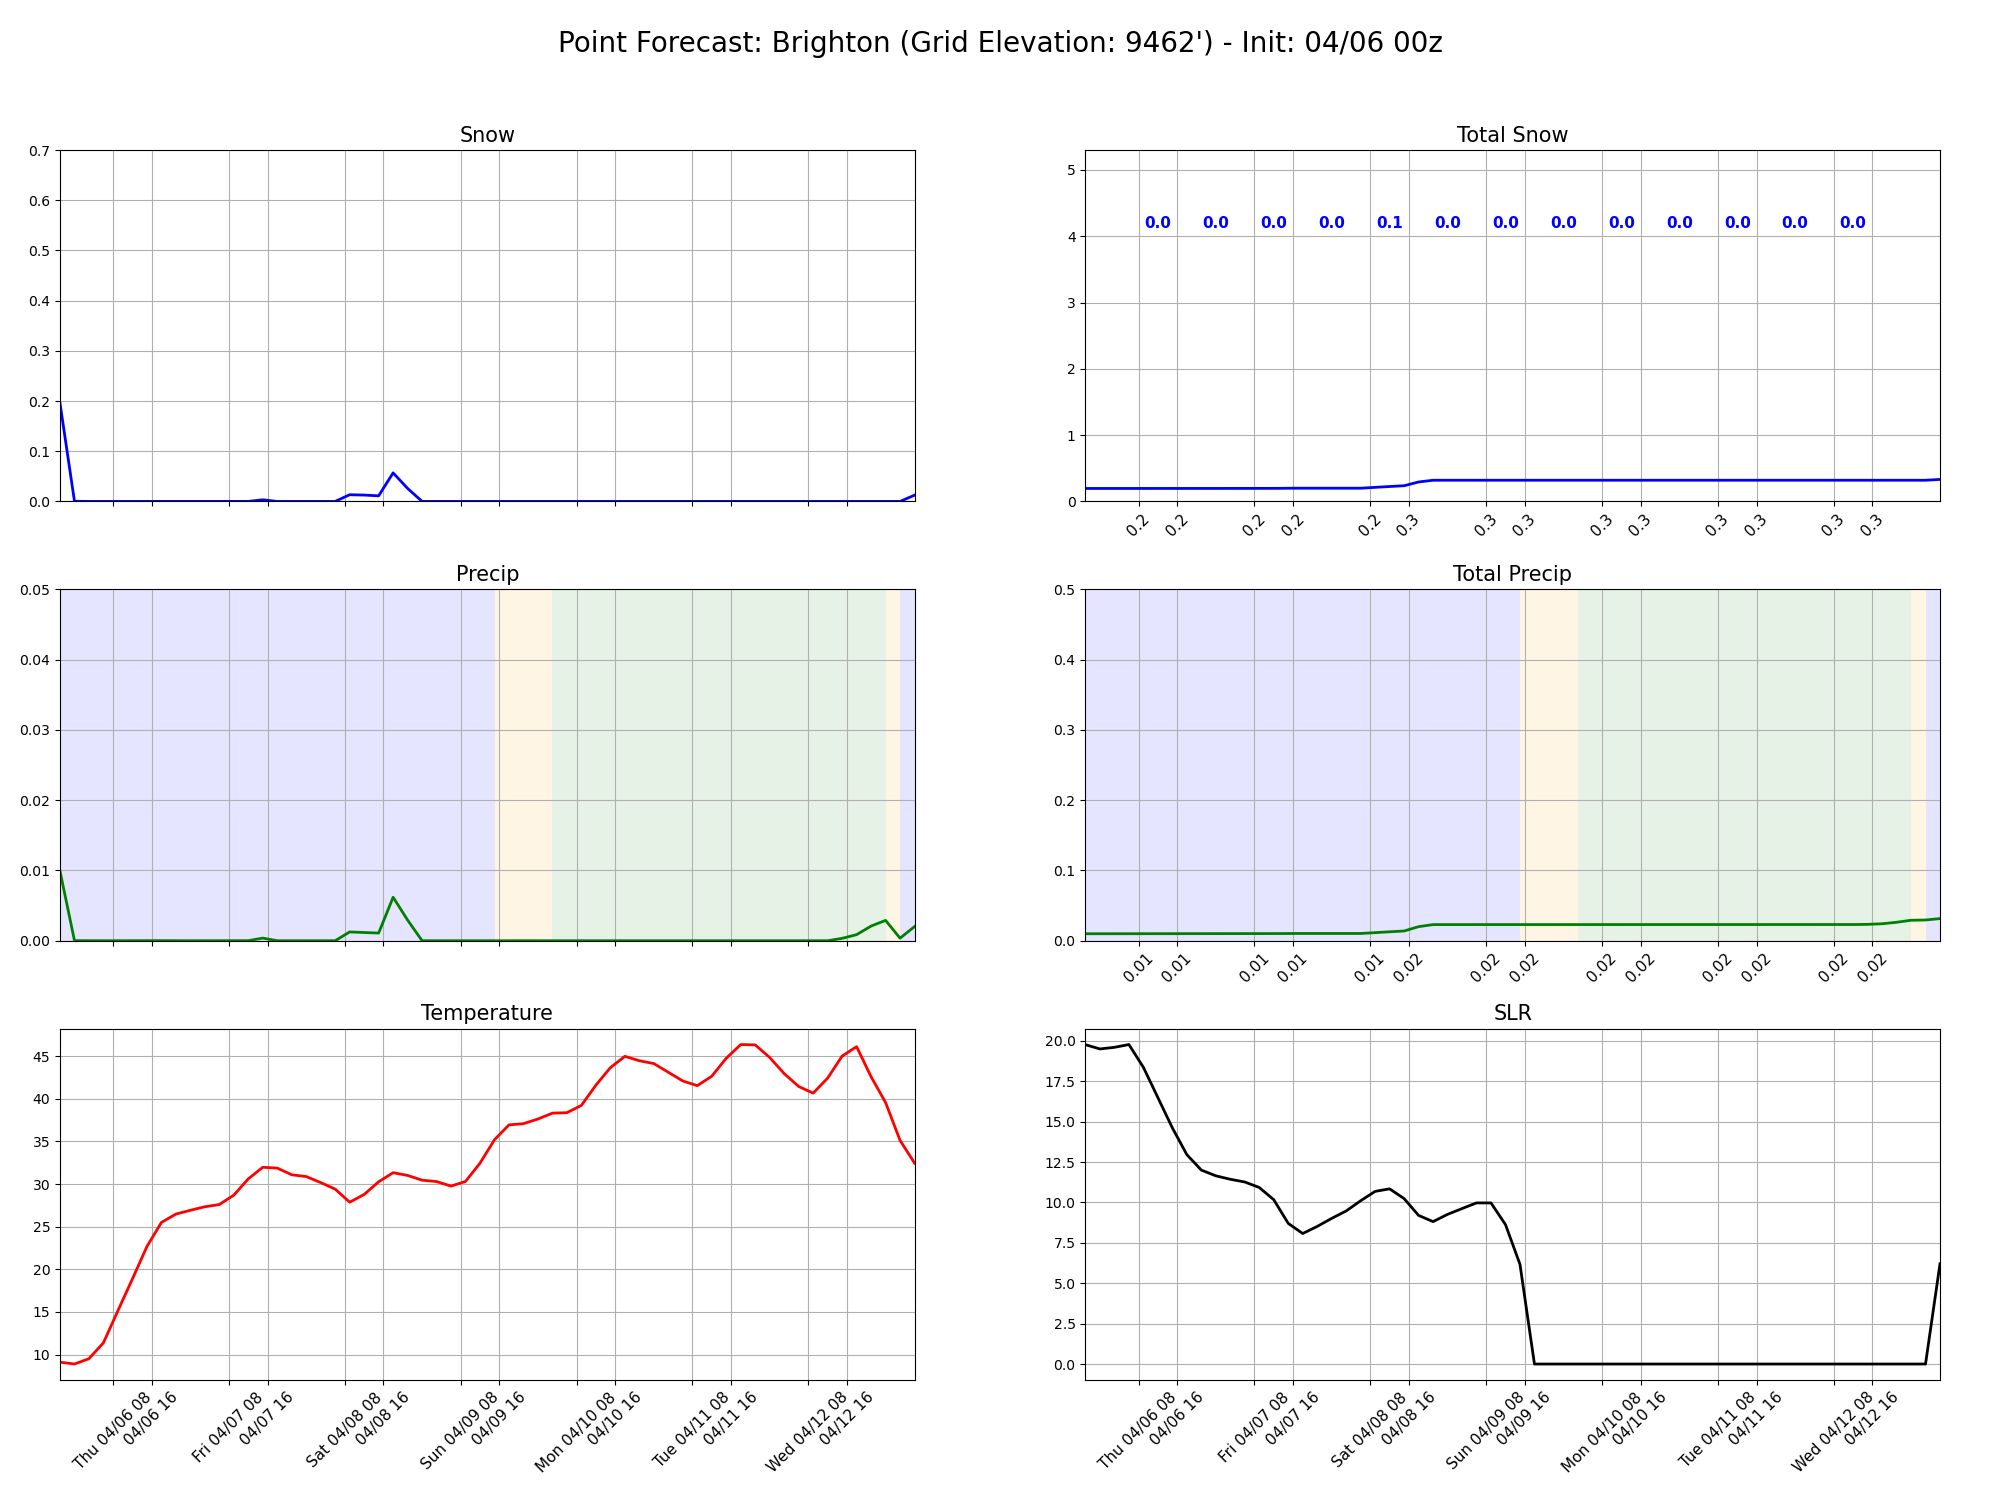 Point Forecast: Brighton (Grid Elevation: 9462') - Init: 04/06 00z
Snow
0.7
0.6
0.5
0.4
0.3
0.2
0.1
0.0
Total Snow
5
4
3
2
1
0
0.0 0.0 0.0 0.0 0.1 0.0 0.0 0.0 0.0 0.0 0.0 0.0 0.0
0.2 0.2 0.2 0.2 0.2 0.3 0.3 0.3 0.3 0.3 0.3 0.3 0.3 0.3
Precip
0.05
0.04
0.03
0.02
0.01
0.00
Total Precip
0.5
0.4
0.3
0.2
0.1
0.0
0.01 0.01 0.01 0.01 0.01 0.02 0.02 0.02 0.02 0.02 0.02 0.02 0.02 0.02
Temperature
45
40
35
30
25
20
15
10
Thu 04/06 08
04/06 16
Fri 04/07 08
04/07 16
Sat 04/08 08
04/08 16
Sun 04/09 08
04/09 16
Mon 04/10 08
04/10 16
Tue 04/11 08
04/11 16
Wed 04/12 08
04/12 16
SLR
20.0
17.5
15.0
12.5
10.0
7.5
5.0
2.5
0.0
Thu 04/06 08
04/06 16
Fri 04/07 08
04/07 16
Sat 04/08 08
04/08 16
Sun 04/09 08
04/09 16
Mon 04/10 08
04/10 16
Tue 04/11 08
04/11 16
Wed 04/12 08
04/12 16